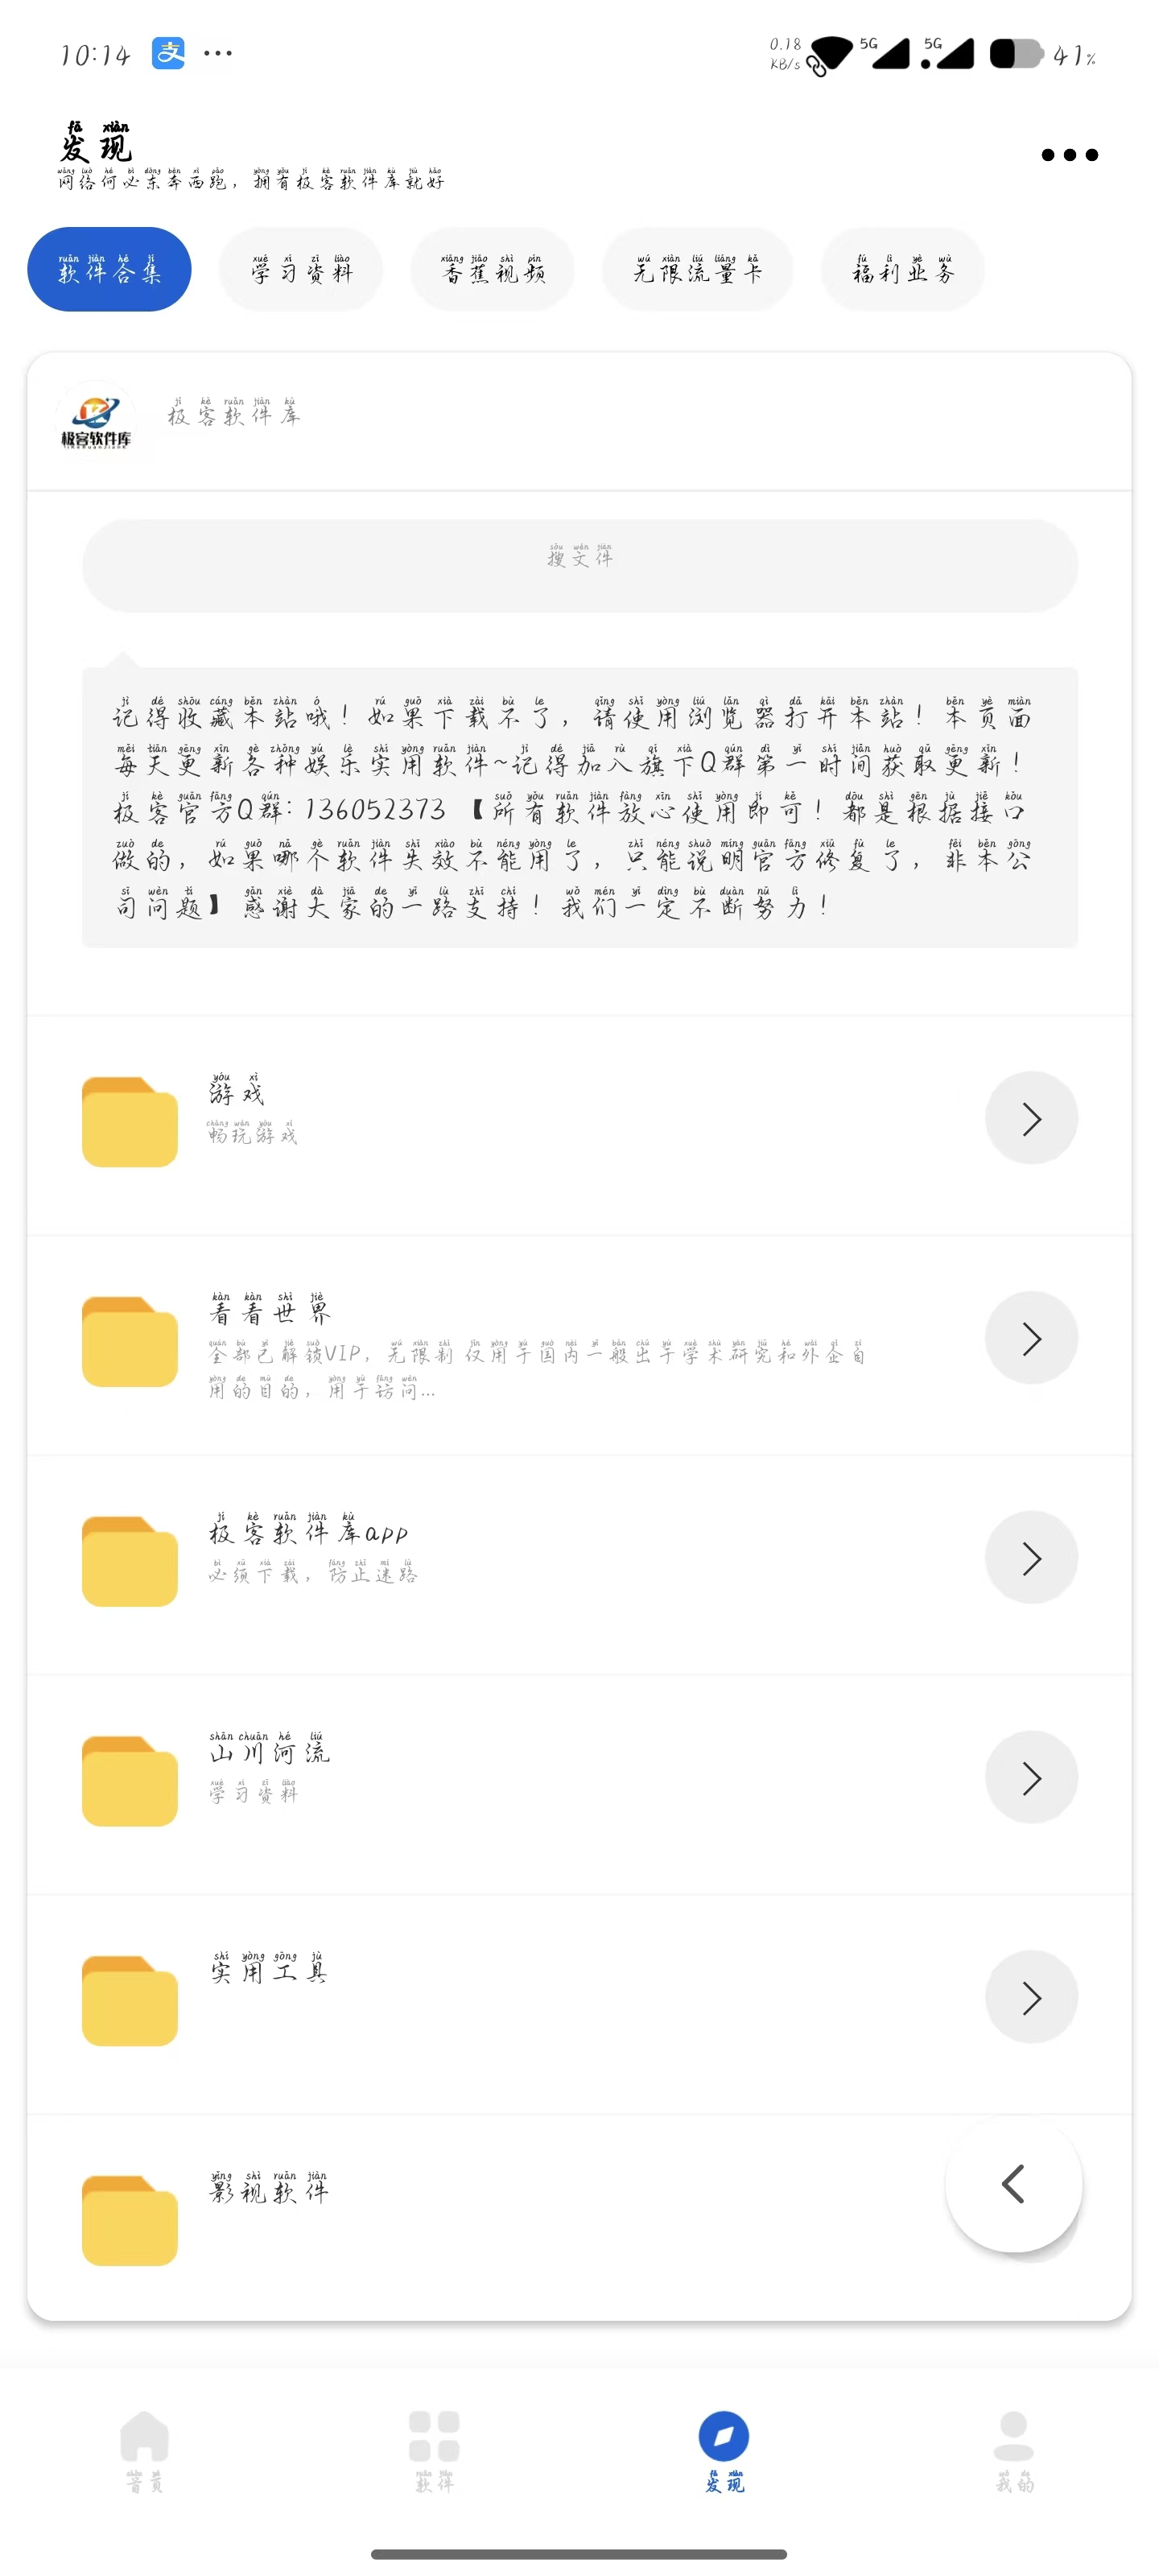 10:14 支 ... 0.18 KB/s 5G 5G 41%
发现
网络何必东奔西跑，拥有极客软件库就好
软件合集 学习资料 香蕉视频 无限流量卡 福利业务
极客软件库
极客软件库
搜文件
记得收藏本站哦！如果下载不了，请使用浏览器打开本站！本页面
每天更新各种娱乐实用软件~记得加入旗下Q群第一时间获取更新！
极客官方Q群：136052373 【所有软件放心使用即可！都是根据接口
做的，如果哪个软件失效不能用了，只能说明官方修复了，非本公
司问题】感谢大家的一路支持！我们一定不断努力！
游戏
畅玩游戏
看看世界
全部已解锁VIP，无限制 仅用于国内一般出于学术研究和外企自
用的目的，用于访问...
极客软件库app
必须下载，防止迷路
山川河流
学习资料
实用工具
影视软件
首页 软件 发现 我的